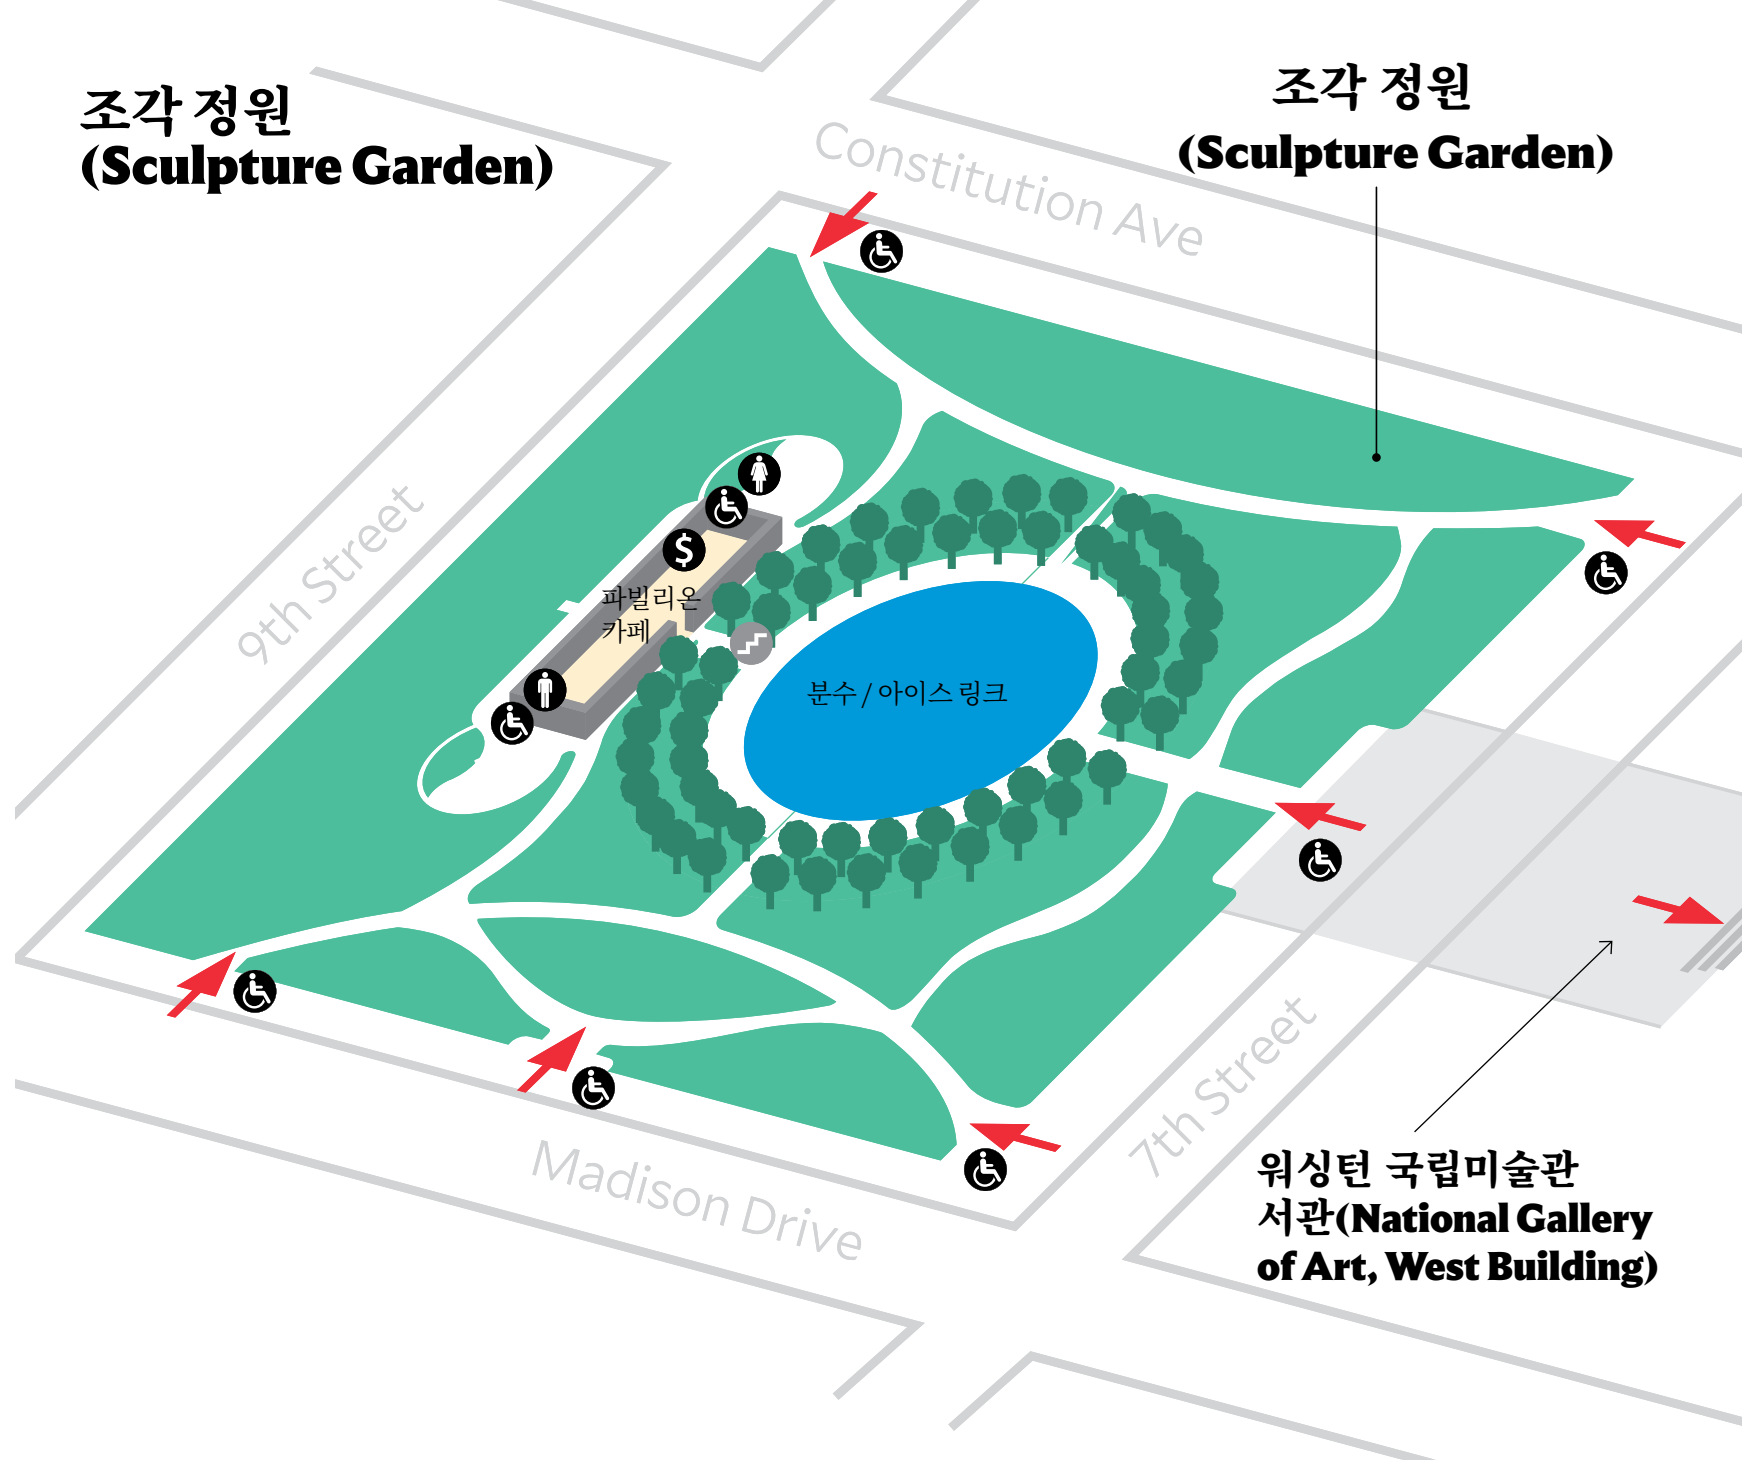 조각 정원
(Sculpture Garden)
조각 정원
(Sculpture Garden)
Constitution Ave
9th Street
$
파빌리온
카페
분수 / 아이스 링크
7th Street
Madison Drive
워싱턴 국립미술관
서관(National Gallery
of Art, West Building)